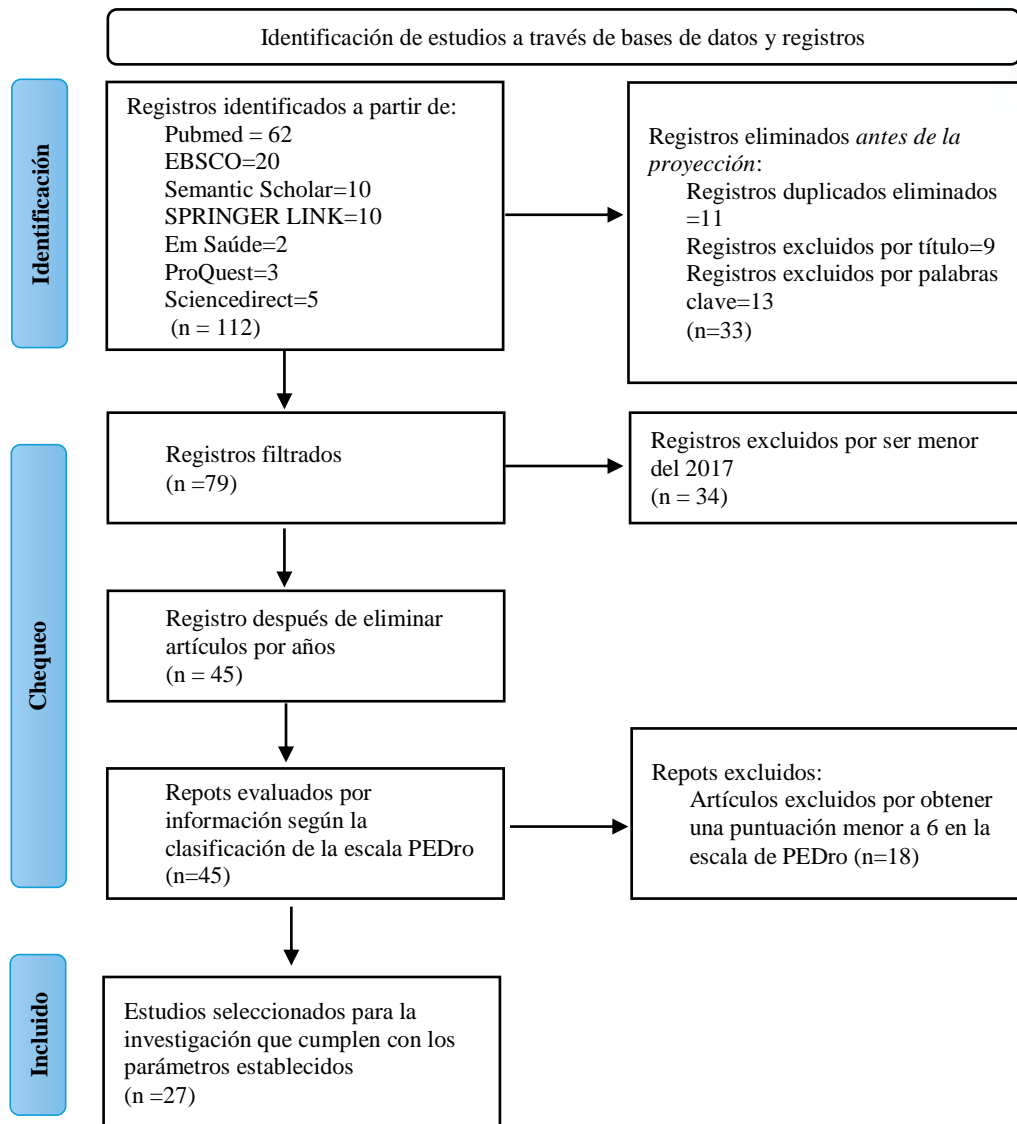 Identificación de estudios a través de bases de datos y registros
Identificación
Registros identificados a partir de:
Pubmed = 62
EBSCO=20
Semantic Scholar=10
SPRINGER LINK=10
Em Saúde=2
ProQuest=3
Sciencedirect=5
(n = 112)
Registros eliminados antes de la
proyección:
Registros duplicados eliminados
=11
Registros excluidos por título=9
Registros excluidos por palabras
clave=13
(n=33)
Chequeo
Registros filtrados
(n =79)
Registros excluidos por ser menor
del 2017
(n = 34)
Registro después de eliminar
artículos por años
(n = 45)
Repots evaluados por
información según la
clasificación de la escala PEDro
(n=45)
Repots excluidos:
Artículos excluidos por obtener
una puntuación menor a 6 en la
escala de PEDro (n=18)
Incluido
Estudios seleccionados para la
investigación que cumplen con los
parámetros establecidos
(n =27)